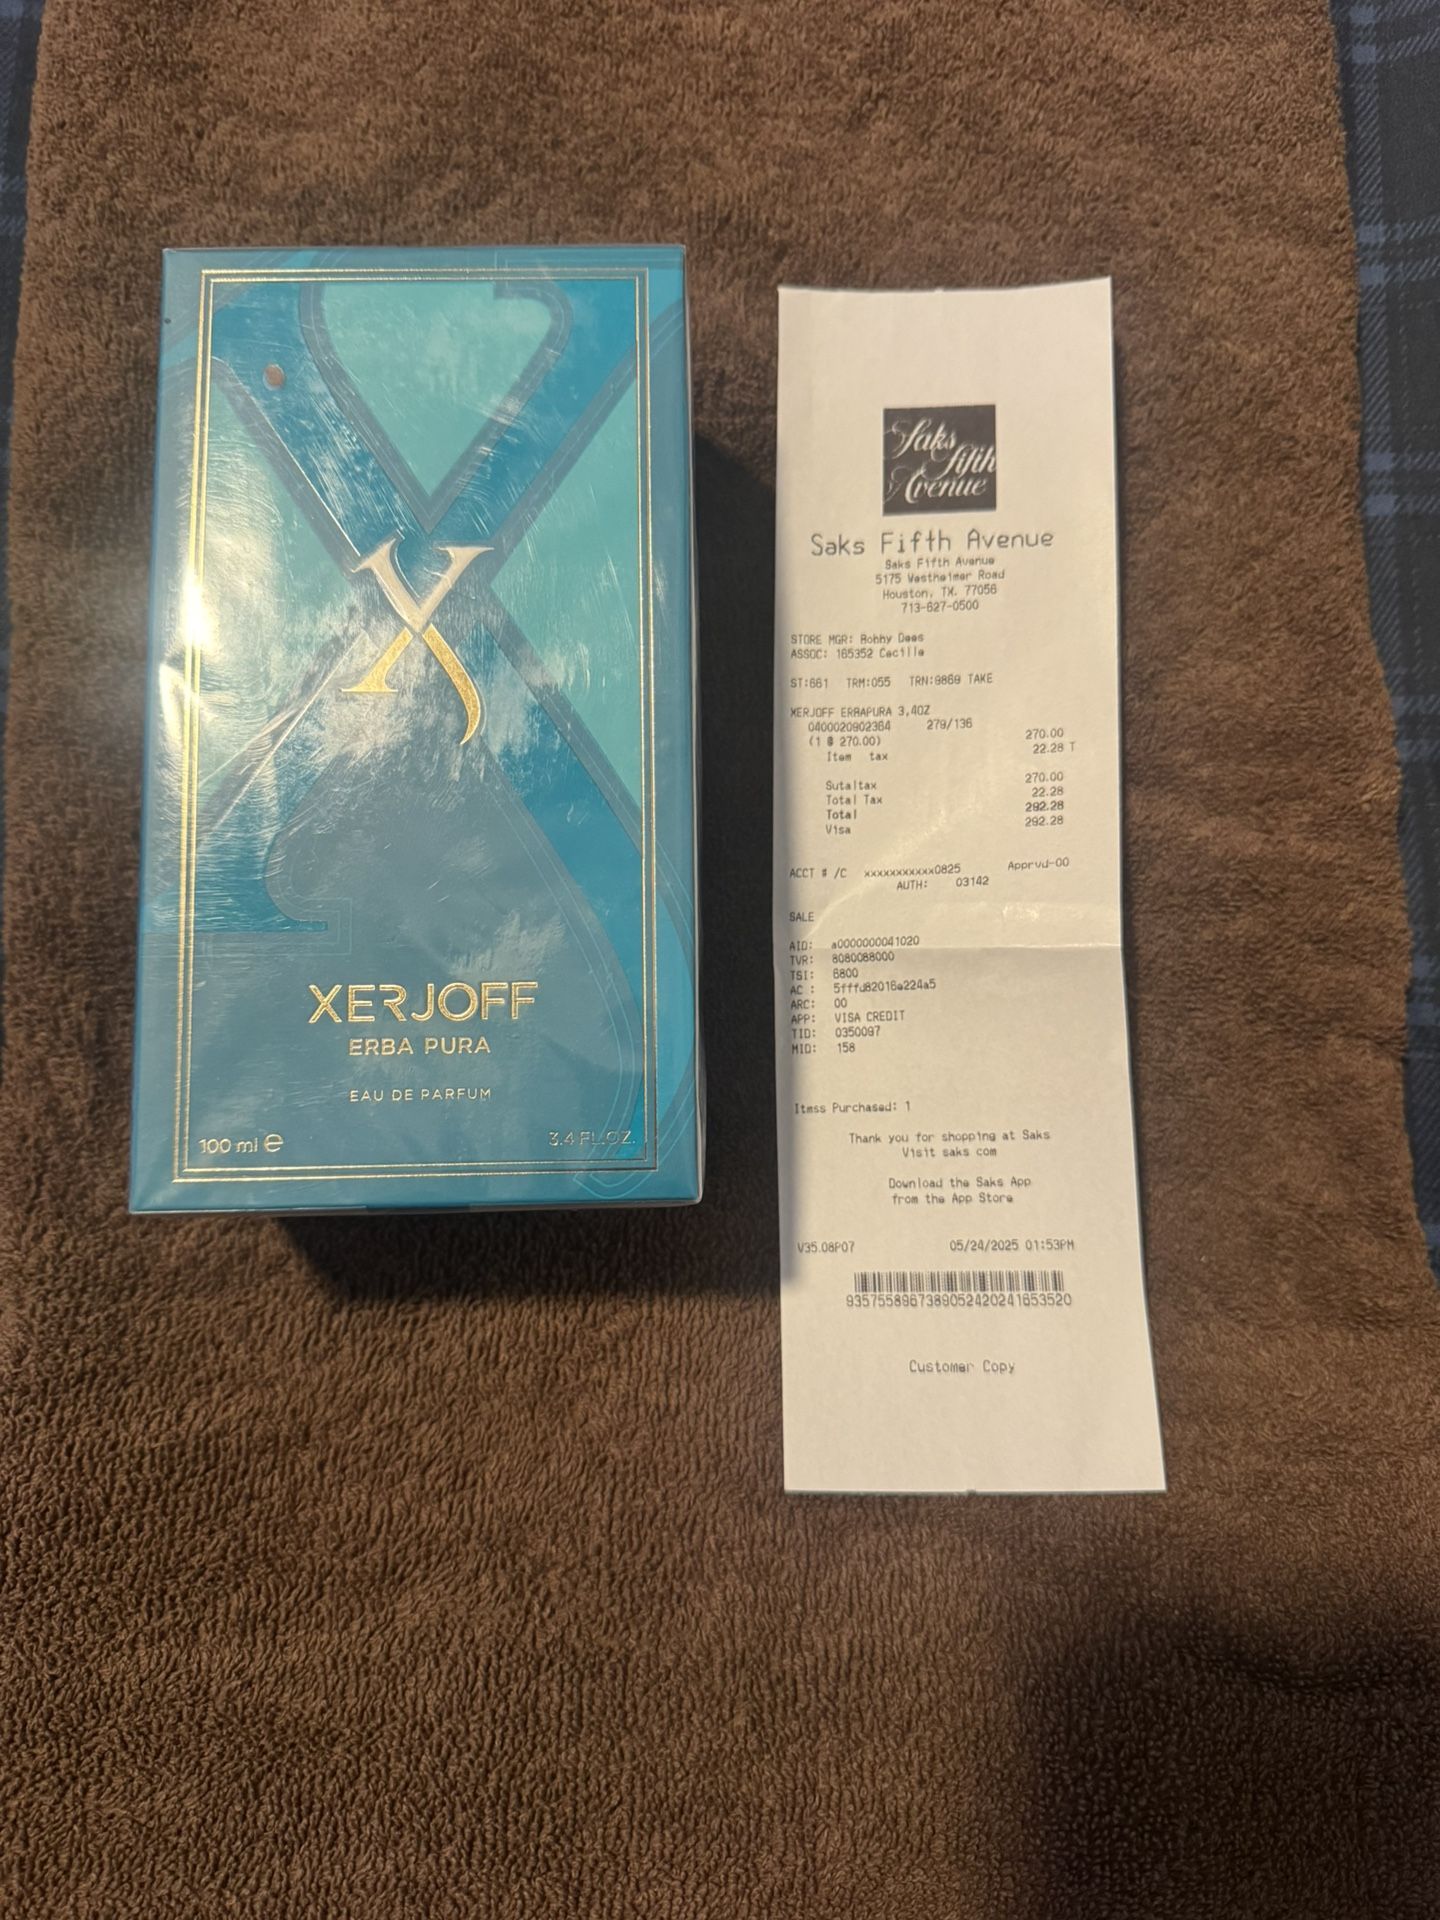 X
XERJOFF
ERBA PURA
EAU DE PARFUM
100 ml e 3.4 FL.OZ.
Saks
Fifth
Avenue
Saks Fifth Avenue
Saks Fifth Avenue
5175 Westheimer Road
Houston, TX. 77056
713-627-0500
STORE MGR: Bobby Dees
ASSOC: 165352 Cecille
ST:661 TRM:055 TRN:9869 TAKE
XERJOFF ERBAPURA 3,4OZ
0400020902364 279/136
(1 @ 270.00) 270.00
Item tax 22.28 T
Sutaltax 270.00
Total Tax 22.28
Total 292.28
Visa 292.28
ACCT # /C xxxxxxxxxxxx0825 Apprvd-00
AUTH: 03142
SALE
AID: a0000000041020
TVR: 8080088000
TSI: 6800
AC : 5fffd82016e224a5
ARC: 00
APP: VISA CREDIT
TID: 0350097
MID: 158
Itmss Purchased: 1
Thank you for shopping at Saks
Visit saks com
Download the Saks App
from the App Store
V35.08P07 05/24/2025 01:53PM
9357558967389052420241653520
Customer Copy